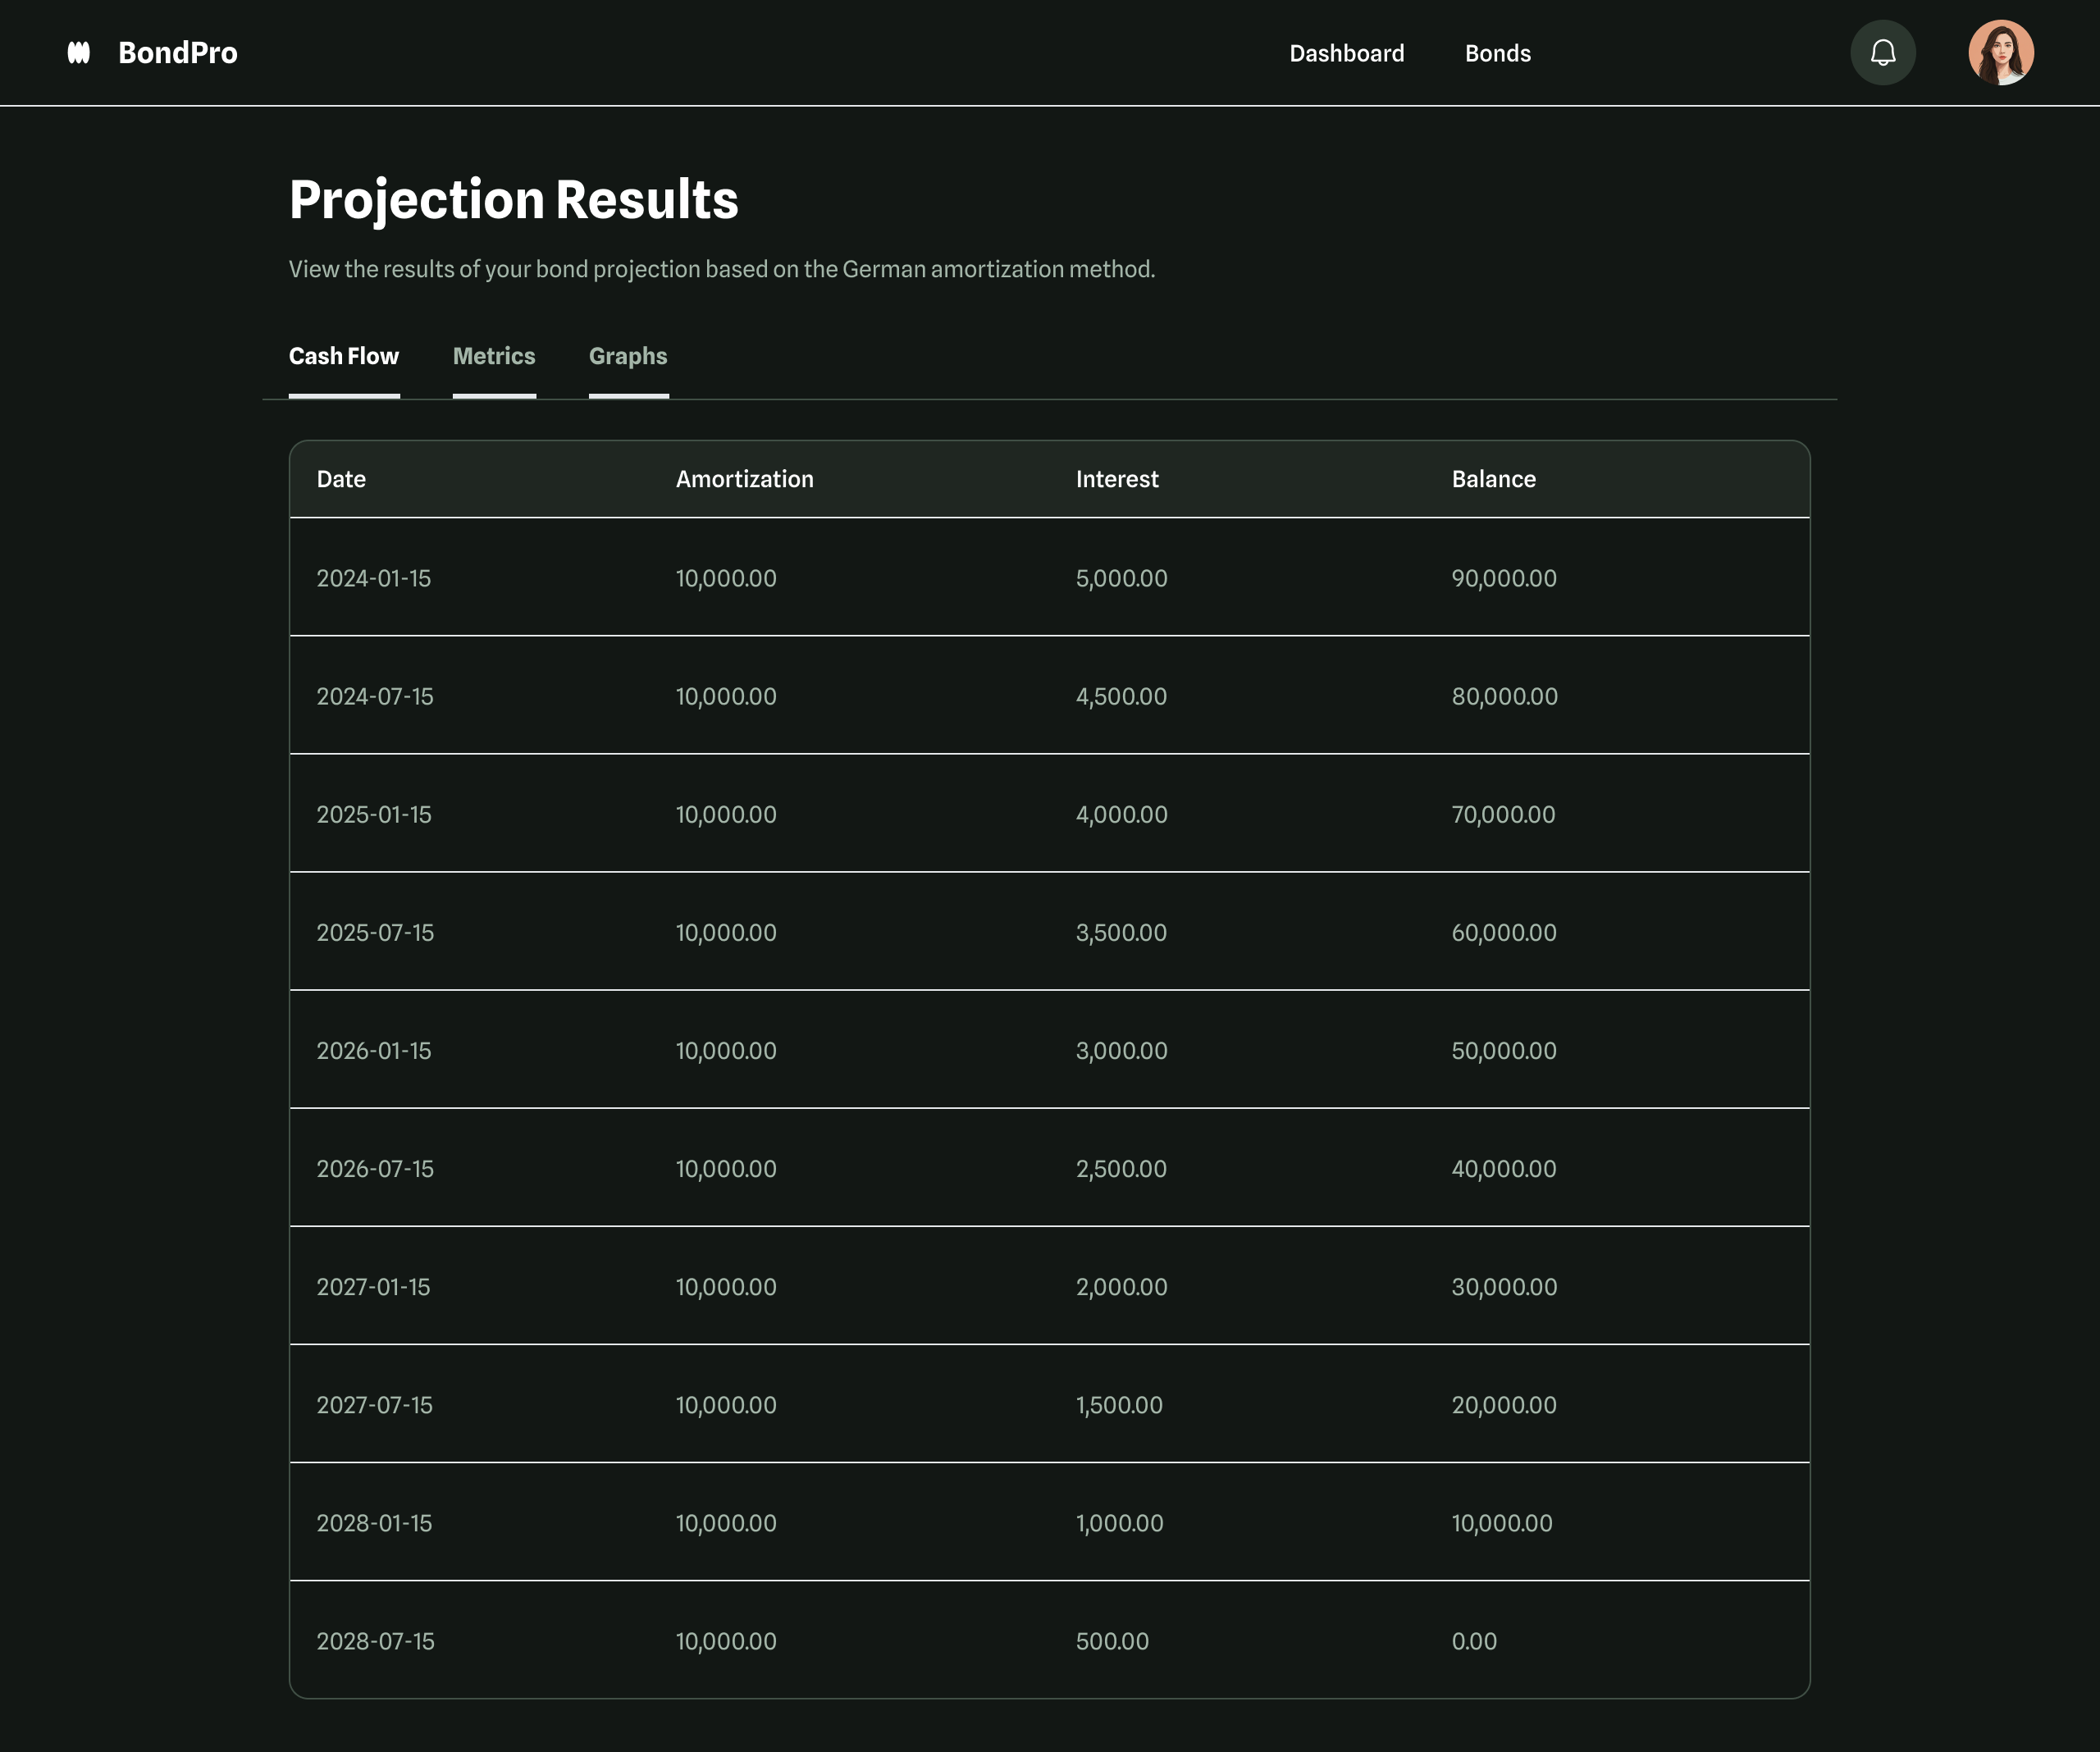 BondPro Dashboard Bonds
Projection Results
View the results of your bond projection based on the German amortization method.
Cash Flow Metrics Graphs
Date Amortization Interest Balance
2024-01-15 10,000.00 5,000.00 90,000.00
2024-07-15 10,000.00 4,500.00 80,000.00
2025-01-15 10,000.00 4,000.00 70,000.00
2025-07-15 10,000.00 3,500.00 60,000.00
2026-01-15 10,000.00 3,000.00 50,000.00
2026-07-15 10,000.00 2,500.00 40,000.00
2027-01-15 10,000.00 2,000.00 30,000.00
2027-07-15 10,000.00 1,500.00 20,000.00
2028-01-15 10,000.00 1,000.00 10,000.00
2028-07-15 10,000.00 500.00 0.00